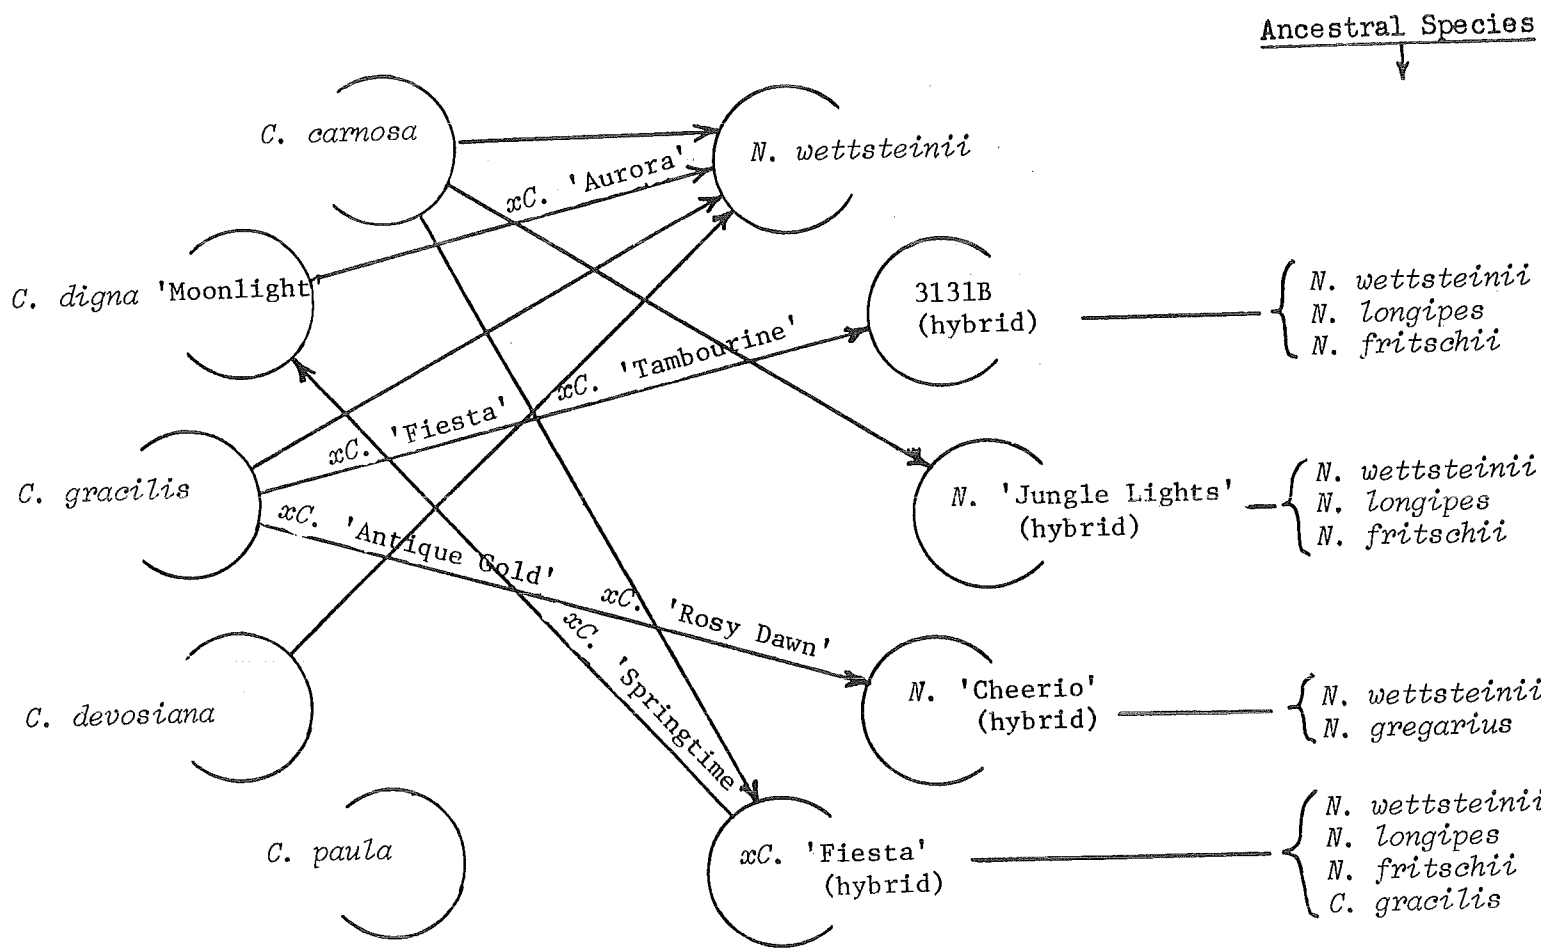 Ancestral Species
C. carnosa
N. wettsteinii
xC. 'Aurora'
C. digna 'Moonlight'
3131B
(hybrid)
N. wettsteinii
N. longipes
N. fritschii
xC. 'Tambourine'
xC. 'Fiesta'
C. gracilis
N. 'Jungle Lights'
(hybrid)
N. wettsteinii
N. longipes
N. fritschii
xC. 'Antique Gold'
xC. 'Rosy Dawn'
xC. 'Springtime'
C. devosiana
N. 'Cheerio'
(hybrid)
N. wettsteinii
N. gregarius
C. paula
xC. 'Fiesta'
(hybrid)
N. wettsteinii
N. longipes
N. fritschii
C. gracilis